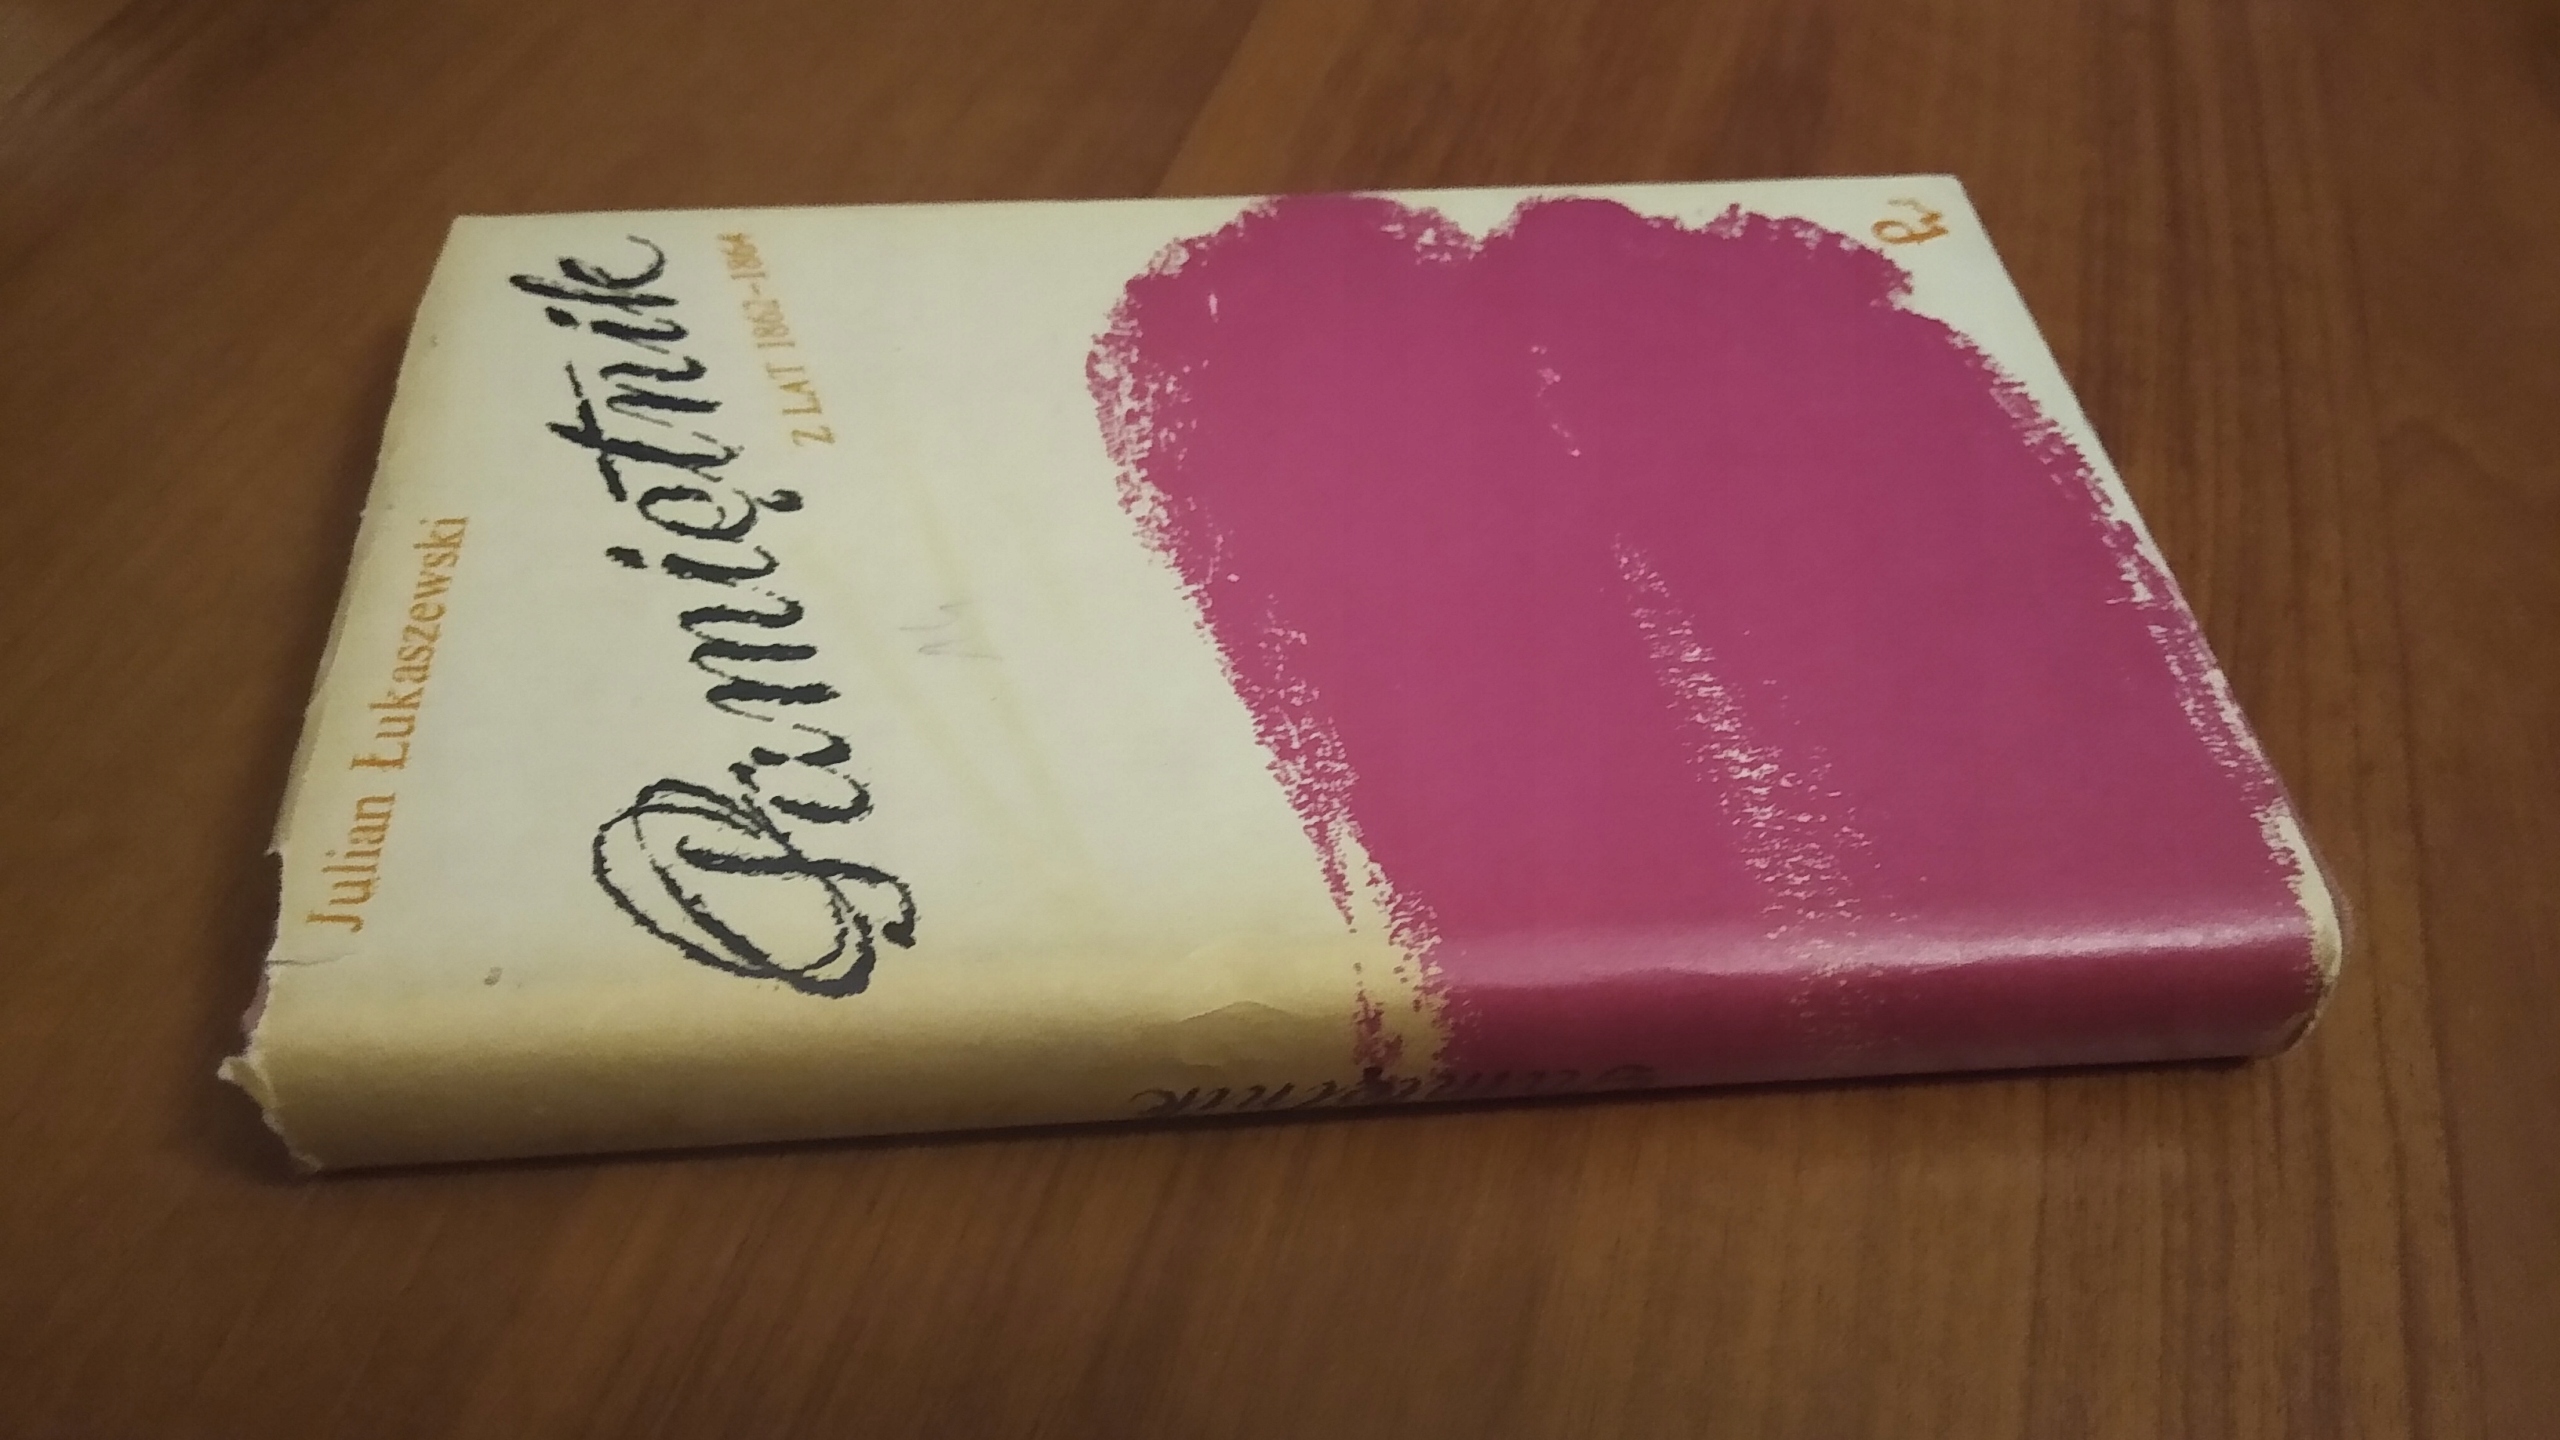 Julian Łukaszewski
Pamiętnik
Z LAT 1862-1864
Pamiętnik